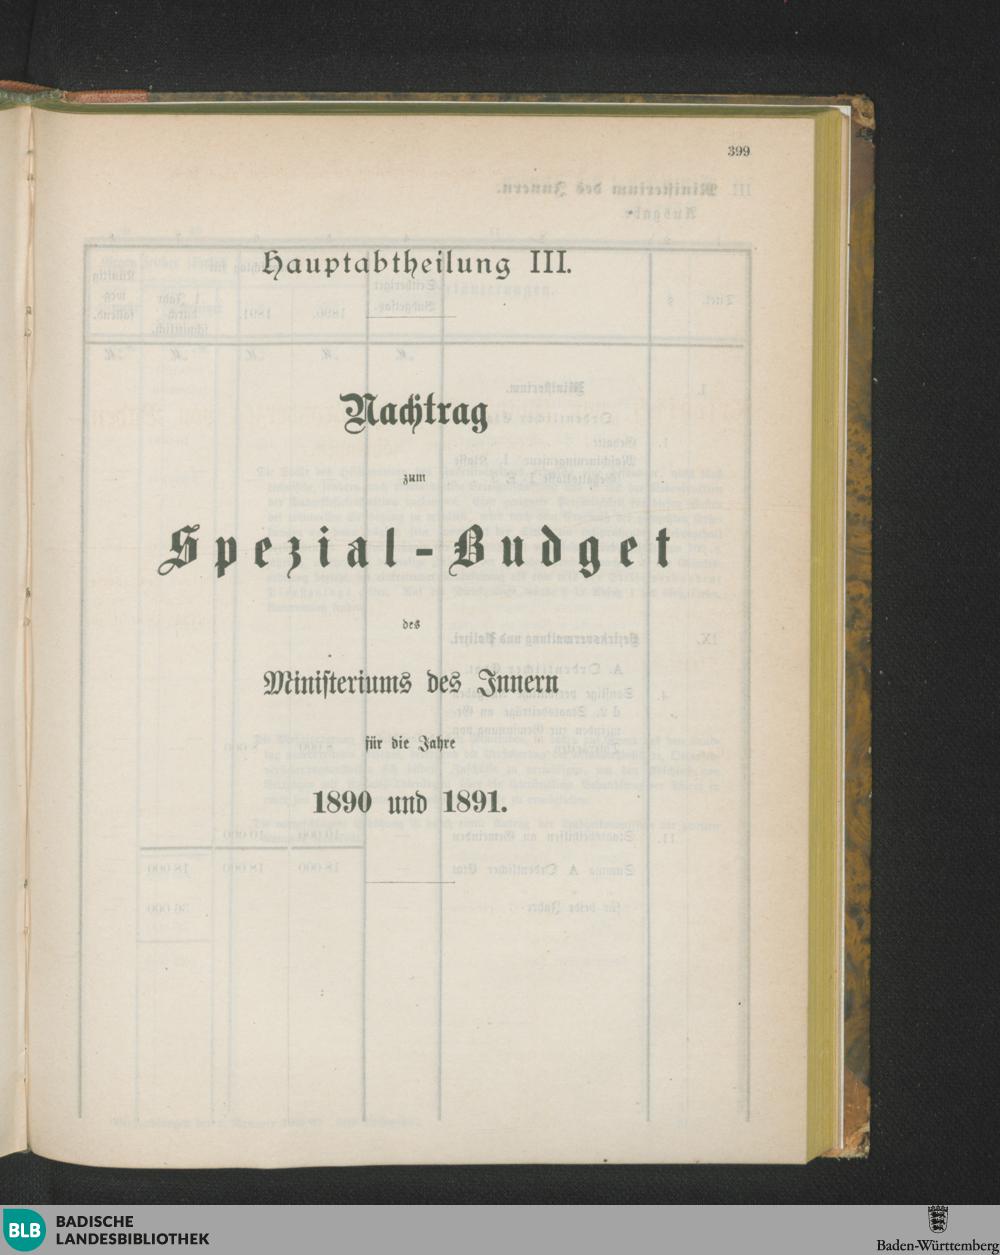 399
Hauptabtheilung III.
Nachtrag
zum
Spezial-Budget
des
Ministeriums des Innern
für die Jahre
1890 und 1891.
BLB BADISCHE
LANDESBIBLIOTHEK
Baden-Württemberg